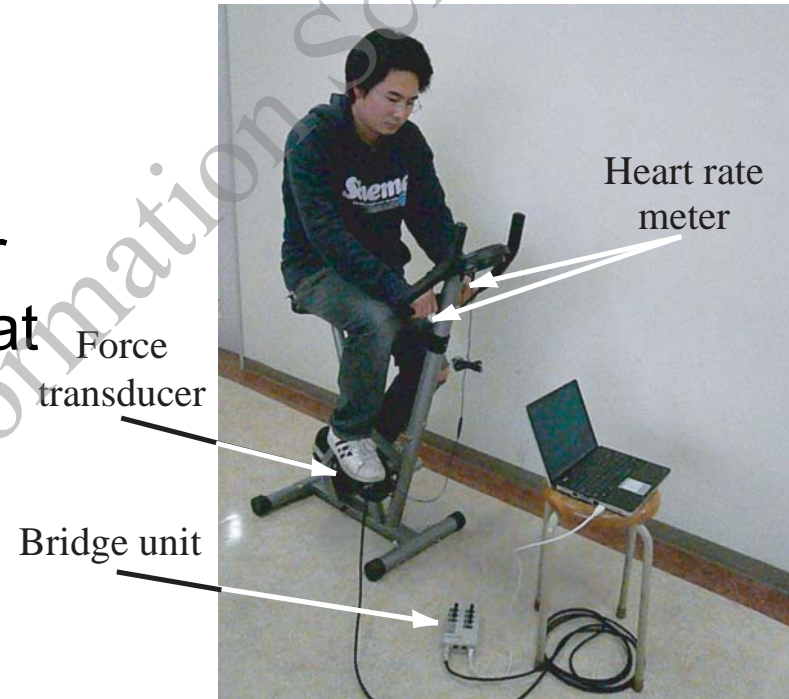 Heart rate
meter
at
Force
transducer
Bridge unit